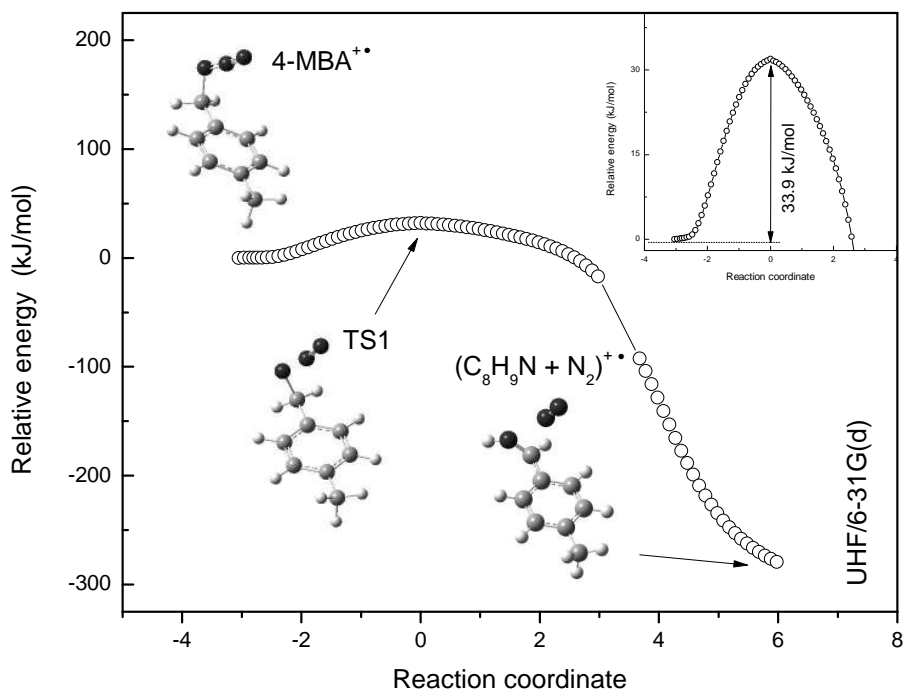 200
100
0
-100
-200
-300
-4
-2
0
2
4
6
8
Relative energy (kJ/mol)
Reaction coordinate
4-MBA⁺•
TS1
(C₈H₉N + N₂)⁺•
UHF/6-31G(d)
30
15
0
-4
-2
0
2
4
Relative energy (kJ/mol)
Reaction coordinate
33.9 kJ/mol